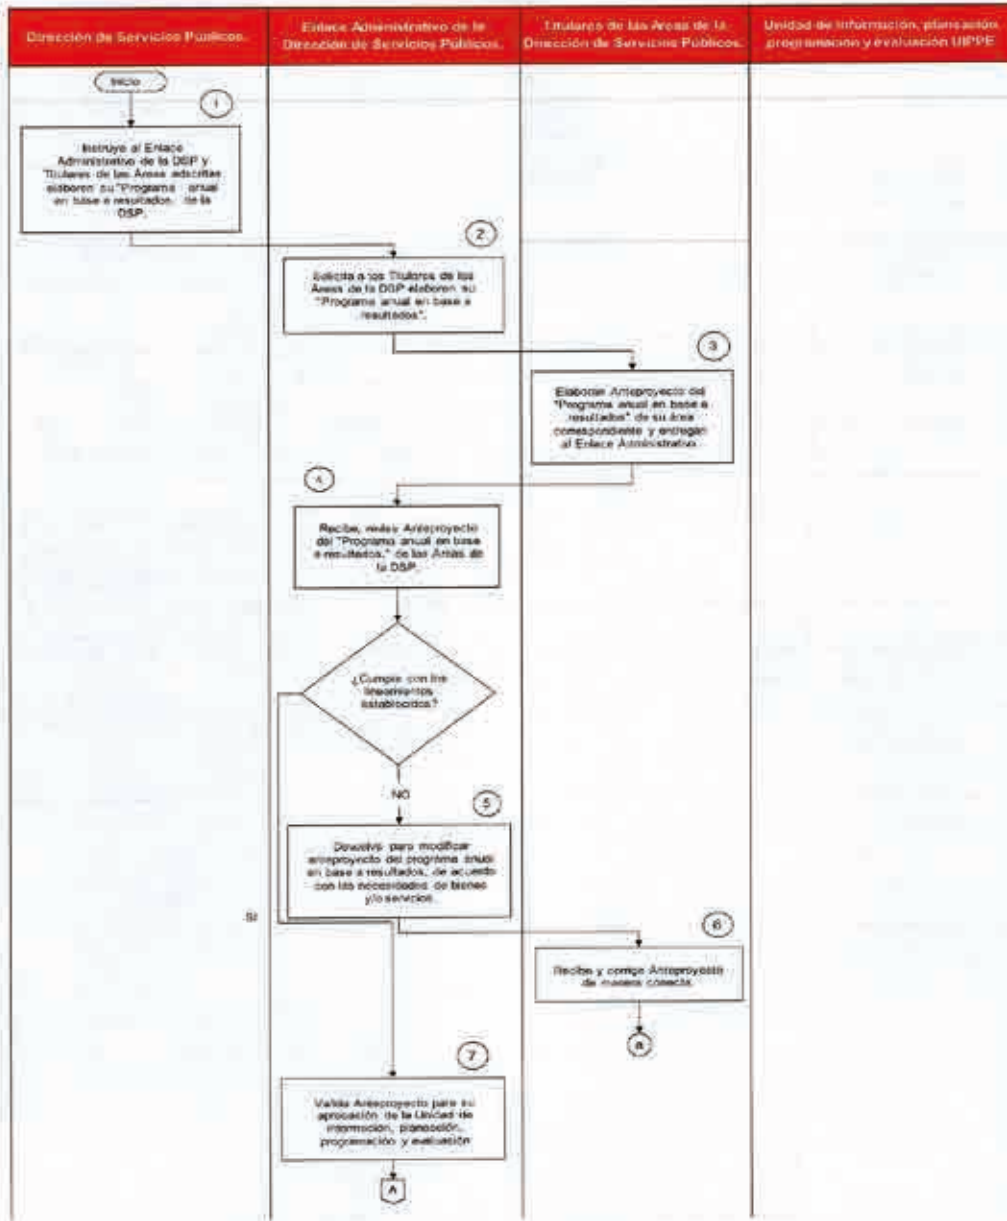 Dirección de Servicios Públicos.
Enlace Administrativo de la
Dirección de Servicios Públicos.
Titulares de las Áreas de la
Dirección de Servicios Públicos.
Unidad de Información, planeación,
programación y evaluación UIPPE
Inicio
1
Instruye al Enlace
Administrativo de la DSP y
Titulares de las Áreas adscritas
elaboren su "Programa anual
en base a resultados, de la
DSP.
2
Solicita a los Titulares de las
Áreas de la DSP elaboren su
"Programa anual en base a
resultados".
3
Elaboran Anteproyecto del
"Programa anual en base a
resultados" de su área
correspondiente y entregan
al Enlace Administrativo.
4
Recibe, revisa Anteproyecto
del "Programa anual en base
a resultados," de las Áreas de
la DSP.
¿Cumple con los
lineamientos
establecidos?
NO
5
Devuelve para modificar
anteproyecto del programa anual
en base a resultados, de acuerdo
con las necesidades de bienes
y/o servicios.
SI
6
Recibe y corrige Anteproyecto
de manera correcta.
a
7
Valida Anteproyecto para su
aprobación de la Unidad de
información, planeación,
programación y evaluación
A